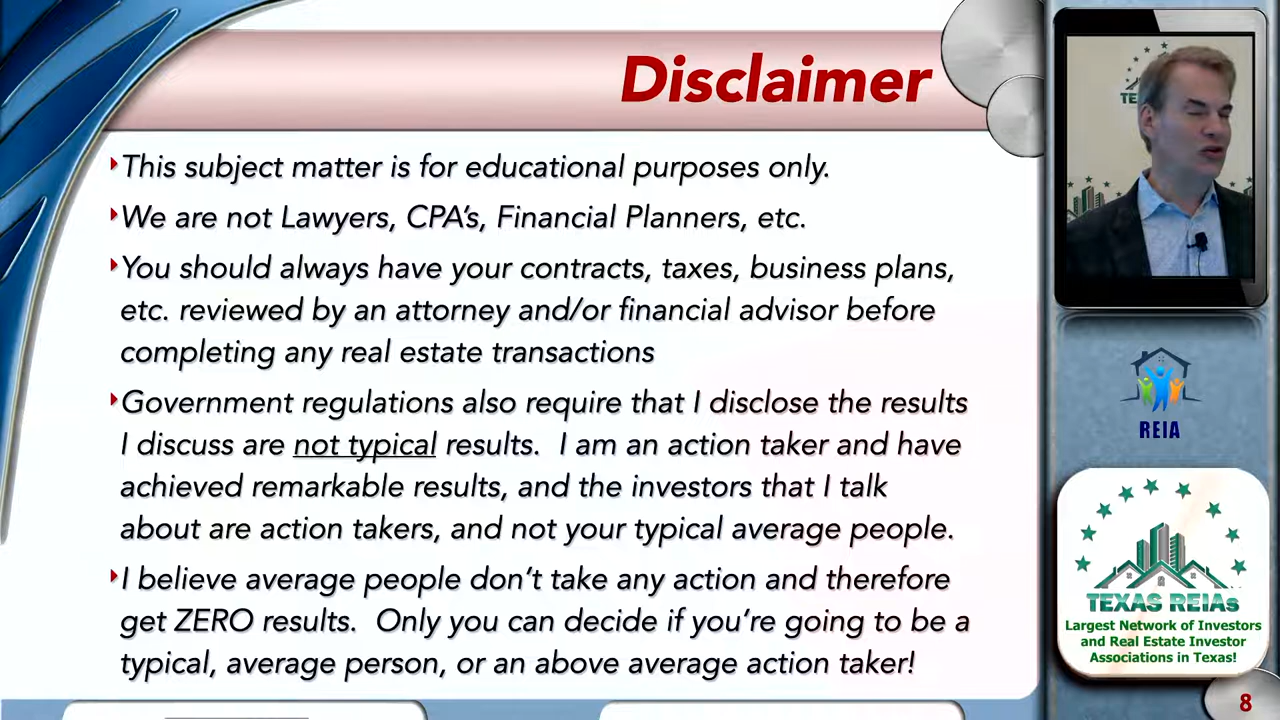 Disclaimer
This subject matter is for educational purposes only.
We are not Lawyers, CPA's, Financial Planners, etc.
You should always have your contracts, taxes, business plans,
etc. reviewed by an attorney and/or financial advisor before
completing any real estate transactions
Government regulations also require that I disclose the results
I discuss are not typical results.  I am an action taker and have
achieved remarkable results, and the investors that I talk
about are action takers, and not your typical average people.
I believe average people don't take any action and therefore
get ZERO results.  Only you can decide if you're going to be a
typical, average person, or an above average action taker!
TE
REIA
TEXAS REIAs
Largest Network of Investors
and Real Estate Investor
Associations in Texas!
8